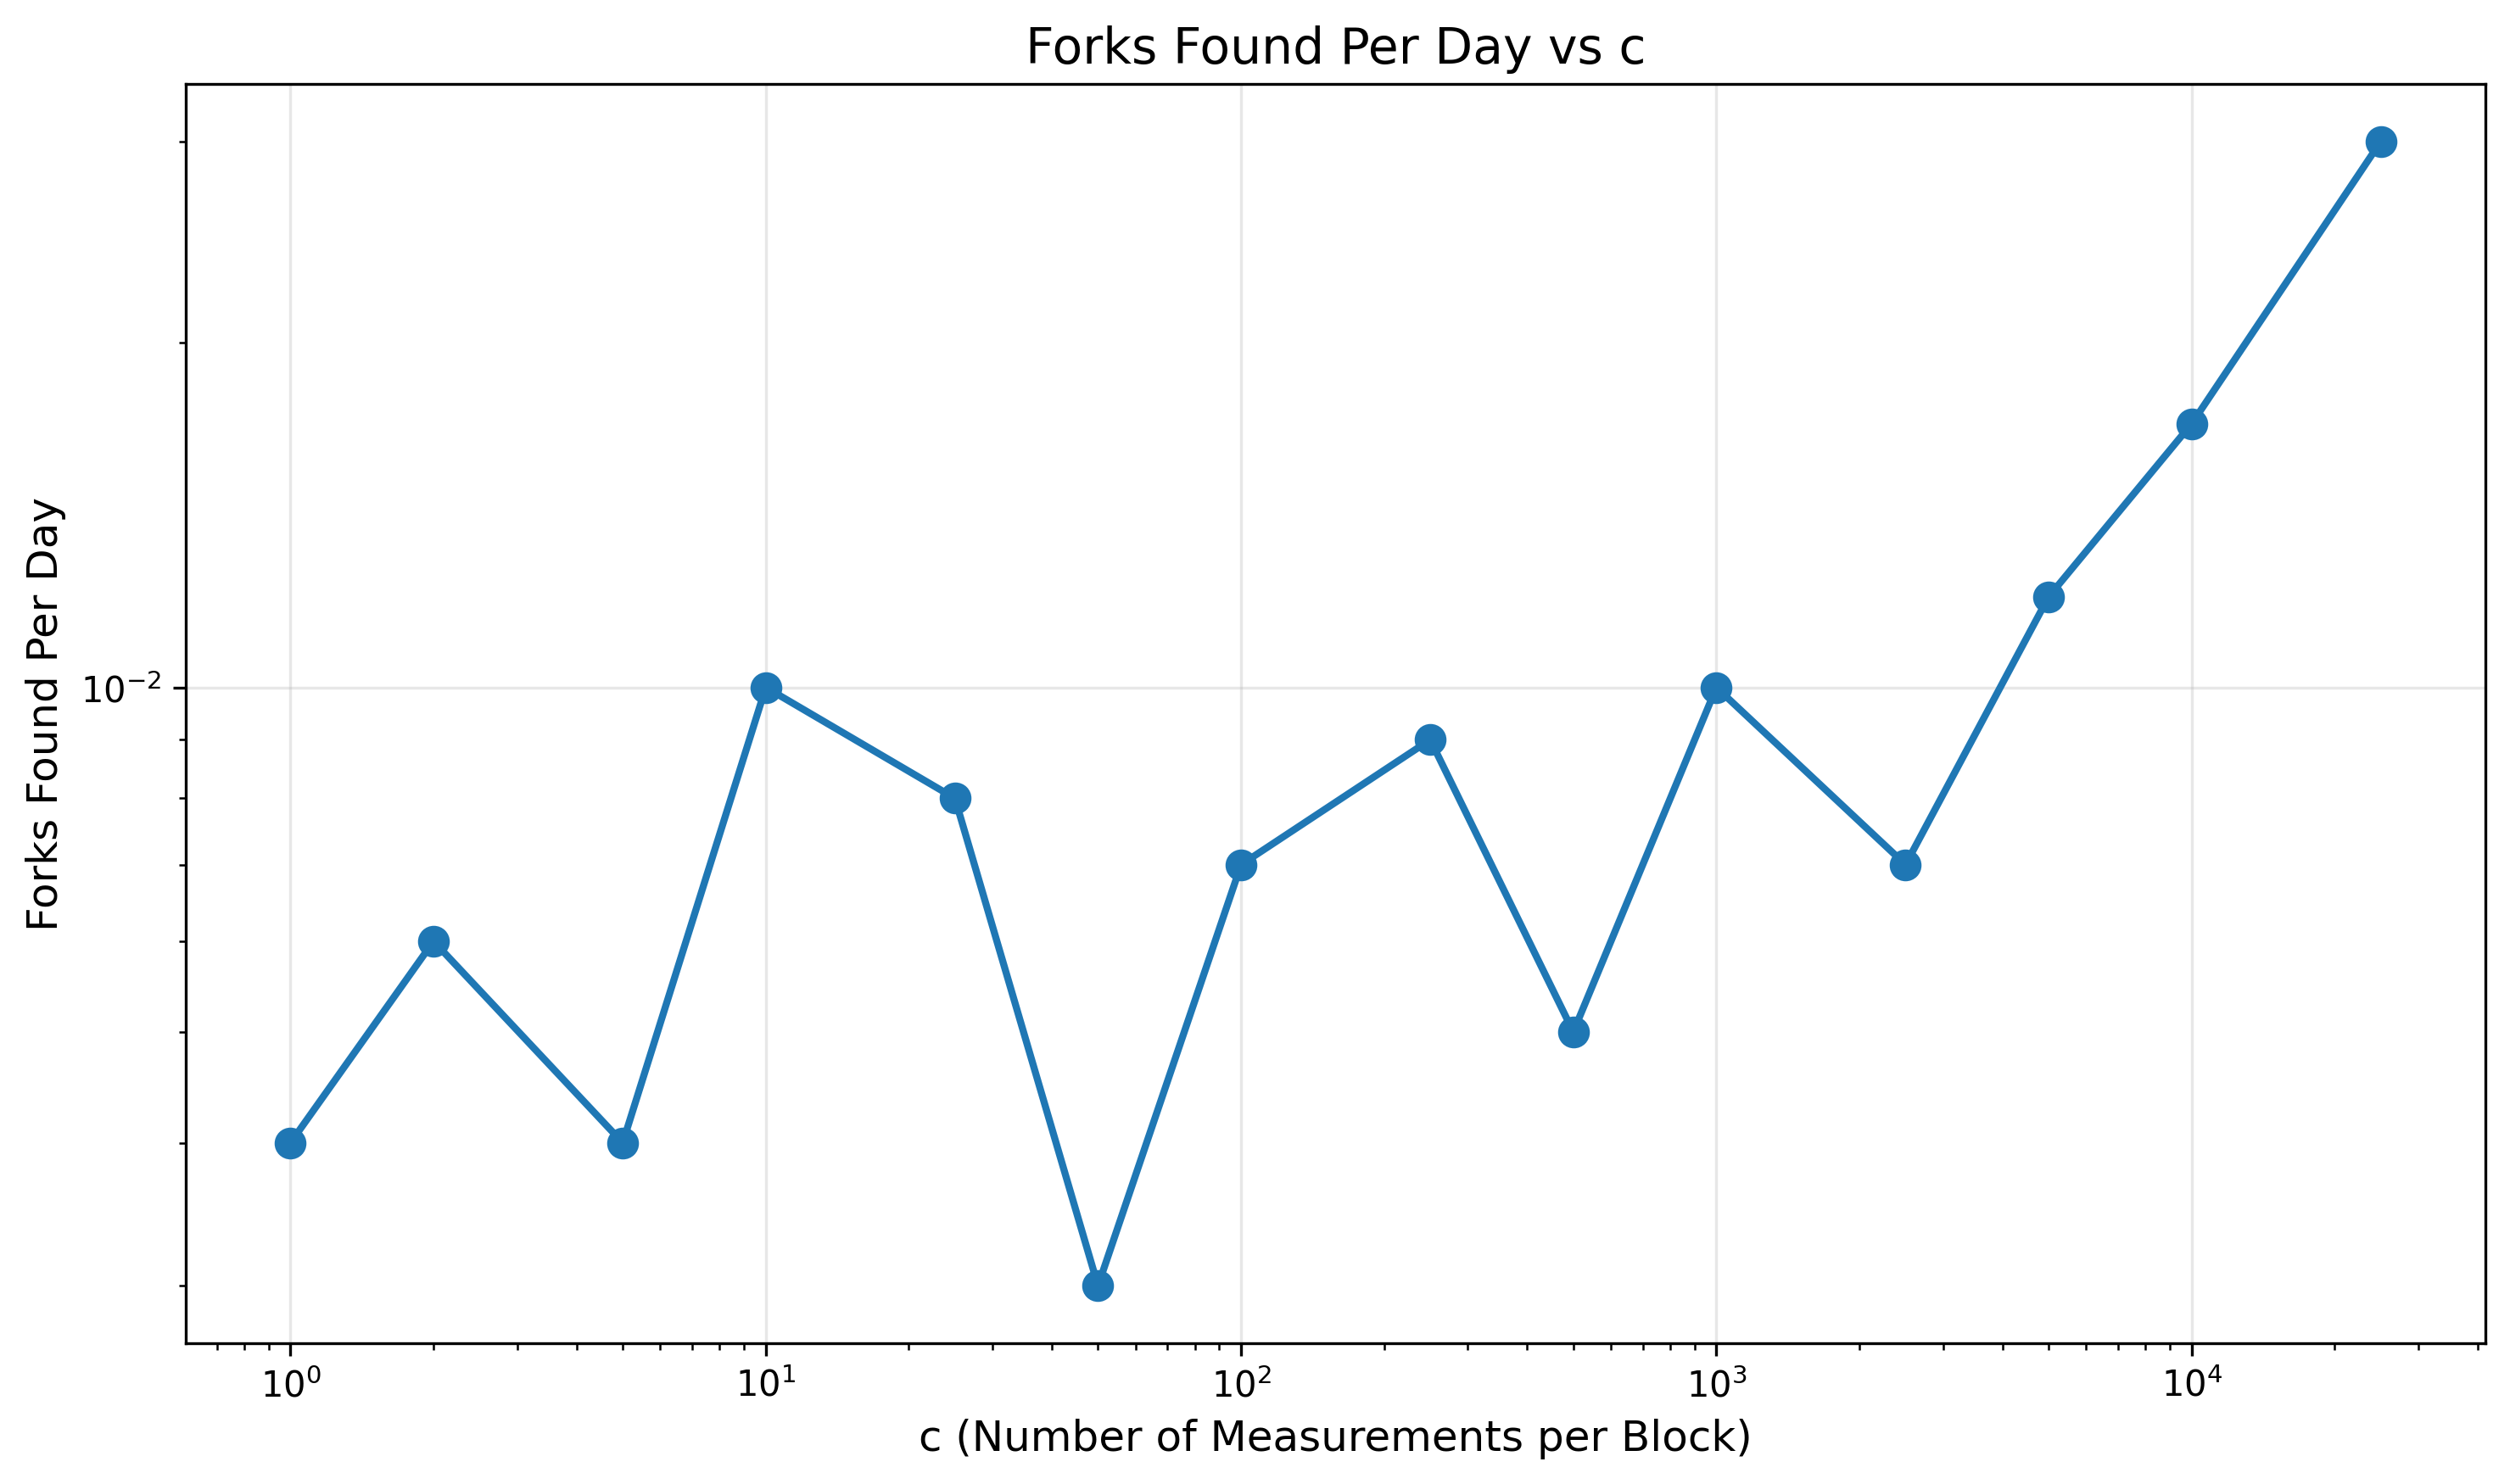 Forks Found Per Day vs c
Forks Found Per Day
10⁻²
10⁰ 10¹ 10² 10³ 10⁴
c (Number of Measurements per Block)